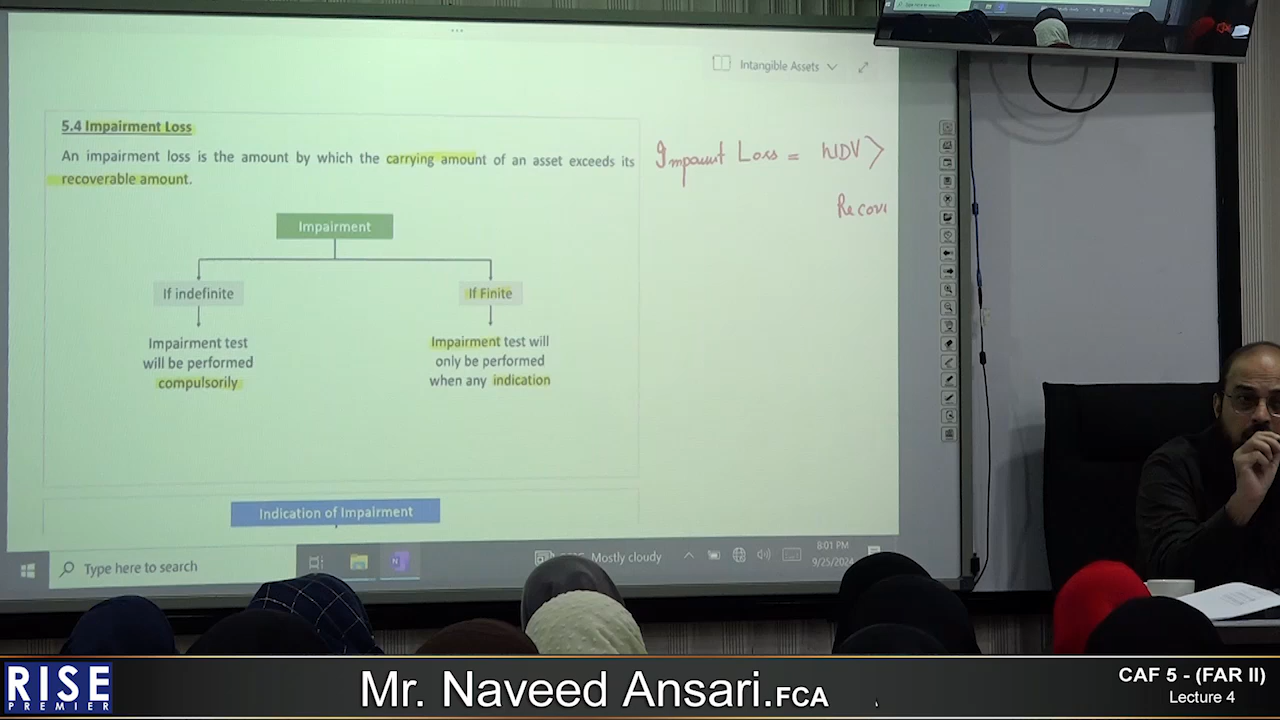 Intangible Assets
5.4 Impairment Loss
An impairment loss is the amount by which the carrying amount of an asset exceeds its
recoverable amount.
Impairment Loss = WDV >
Recov
Impairment
If indefinite
If Finite
Impairment test
will be performed
compulsorily
Impairment test will
only be performed
when any indication
Indication of Impairment
Type here to search
Mostly cloudy
8:01 PM
9/25/2024
RISE
PREMIER
Mr. Naveed Ansari.FCA
CAF 5 - (FAR II)
Lecture 4